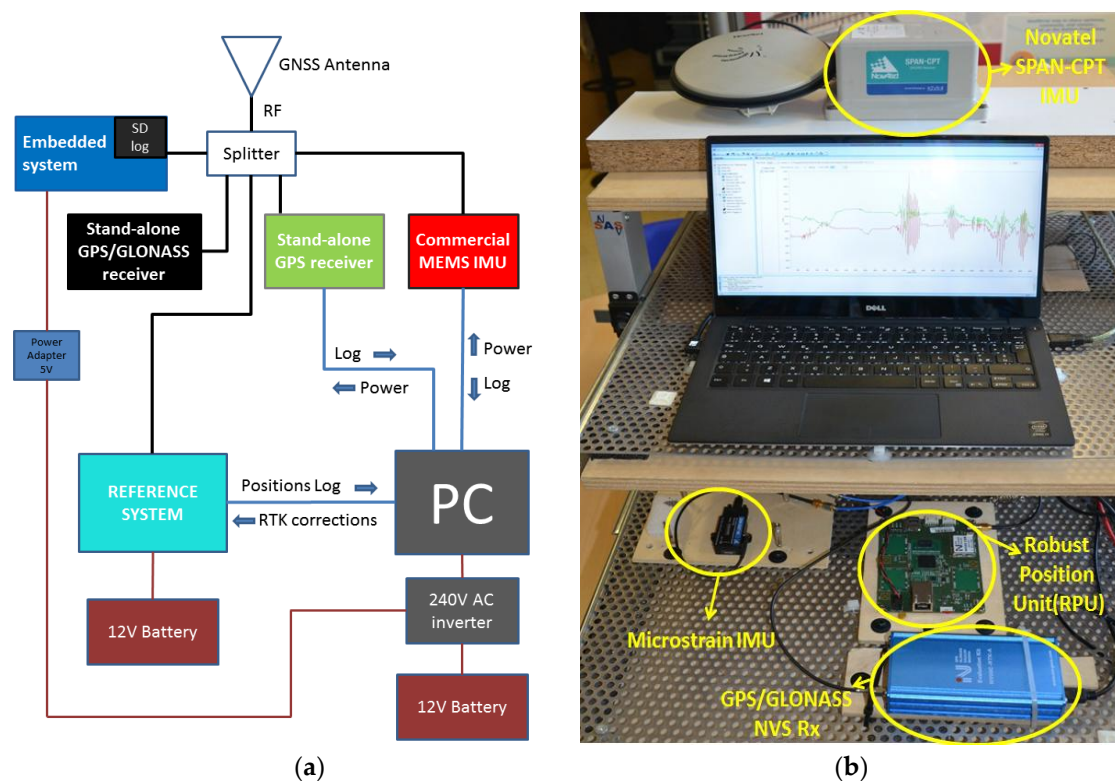 GNSS Antenna
RF
SD
log
Embedded
system
Splitter
Stand-alone
GPS/GLONASS
receiver
Stand-alone
GPS receiver
Commercial
MEMS IMU
Power
Adapter
5V
Log
Power
Power
Log
REFERENCE
SYSTEM
Positions Log
RTK corrections
PC
12V Battery
240V AC
inverter
12V Battery
(a)
Novatel
SPAN-CPT
IMU
NovAtel
SPAN-CPT
DELL
Microstrain IMU
Robust
Position
Unit(RPU)
GPS/GLONASS
NVS Rx
(b)